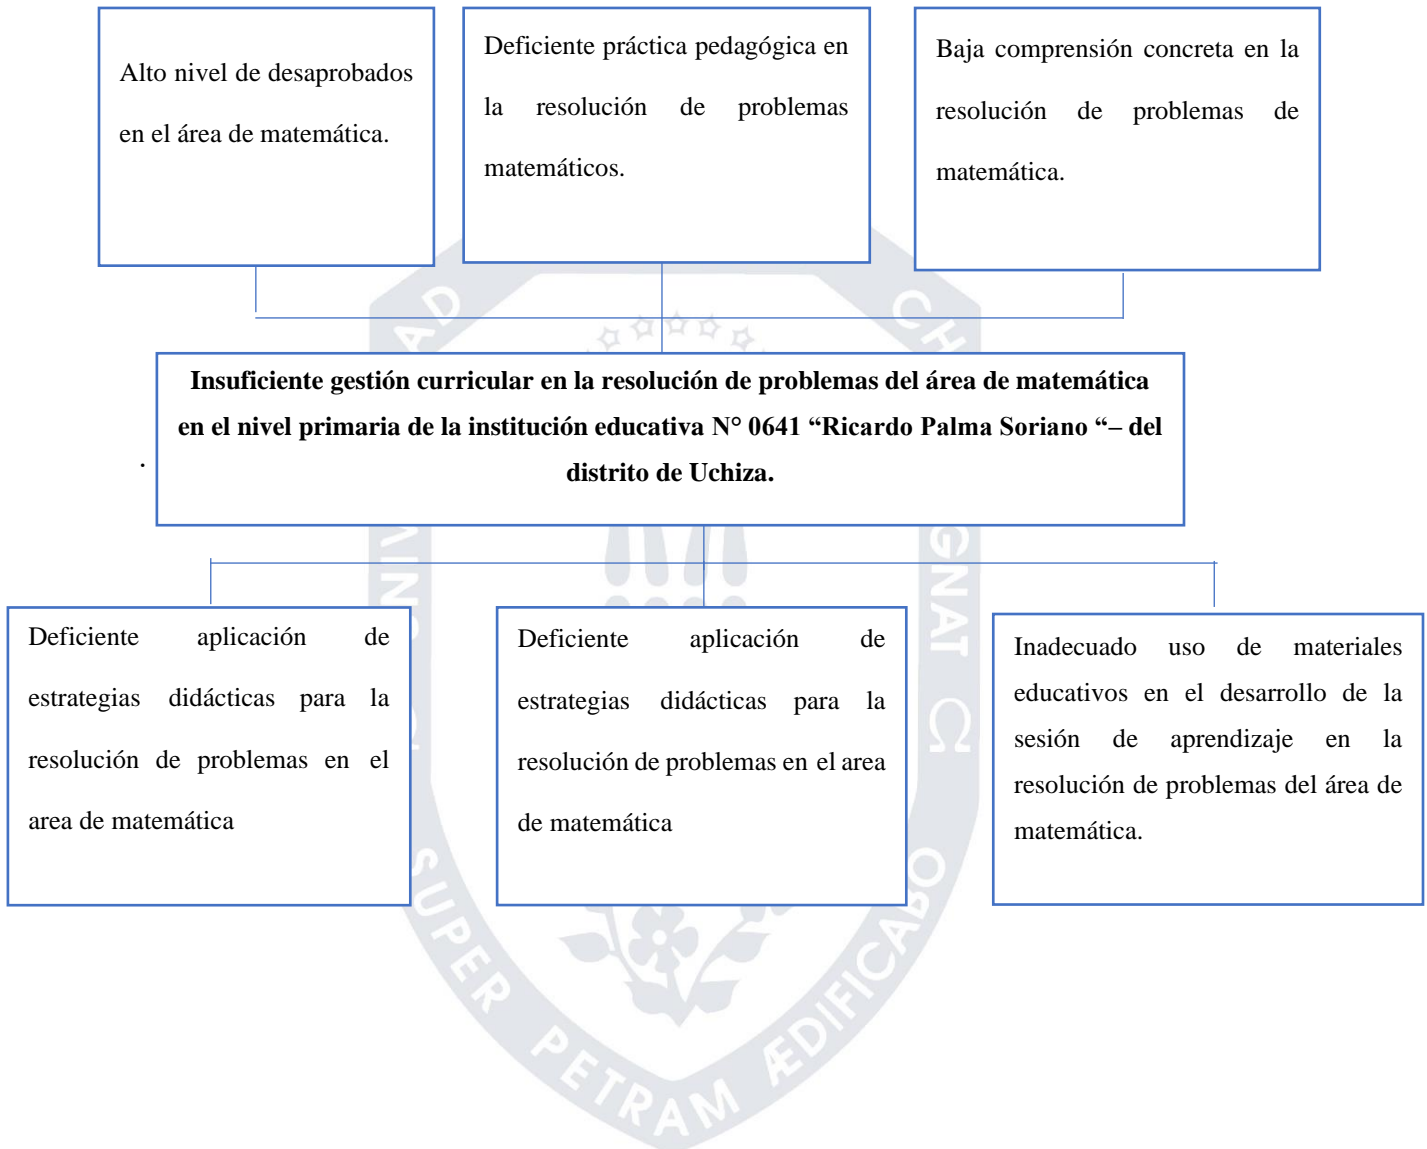 Alto nivel de desaprobados
en el área de matemática.
Deficiente práctica pedagógica en
la resolución de problemas
matemáticos.
Baja comprensión concreta en la
resolución de problemas de
matemática.
Insuficiente gestión curricular en la resolución de problemas del área de matemática
en el nivel primaria de la institución educativa N° 0641 “Ricardo Palma Soriano “– del
distrito de Uchiza.
.
Deficiente aplicación de
estrategias didácticas para la
resolución de problemas en el
area de matemática
Deficiente aplicación de
estrategias didácticas para la
resolución de problemas en el area
de matemática
Inadecuado uso de materiales
educativos en el desarrollo de la
sesión de aprendizaje en la
resolución de problemas del área de
matemática.
SUPER PETRAM ÆDIFICABO